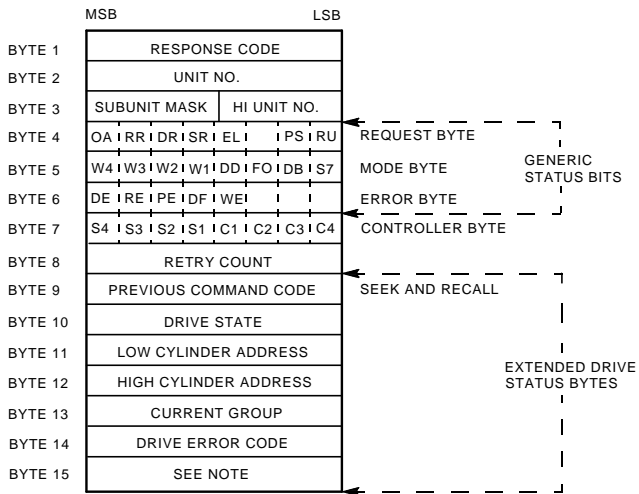 MSB LSB
BYTE 1 RESPONSE CODE
BYTE 2 UNIT NO.
BYTE 3 SUBUNIT MASK HI UNIT NO.
BYTE 4 OA RR DR SR EL PS RU REQUEST BYTE
BYTE 5 W4 W3 W2 W1 DD FO DB S7 MODE BYTE
GENERIC
STATUS BITS
BYTE 6 DE RE PE DF WE ERROR BYTE
BYTE 7 S4 S3 S2 S1 C1 C2 C3 C4 CONTROLLER BYTE
BYTE 8 RETRY COUNT
BYTE 9 PREVIOUS COMMAND CODE SEEK AND RECALL
BYTE 10 DRIVE STATE
BYTE 11 LOW CYLINDER ADDRESS
BYTE 12 HIGH CYLINDER ADDRESS
EXTENDED DRIVE
STATUS BYTES
BYTE 13 CURRENT GROUP
BYTE 14 DRIVE ERROR CODE
BYTE 15 SEE NOTE